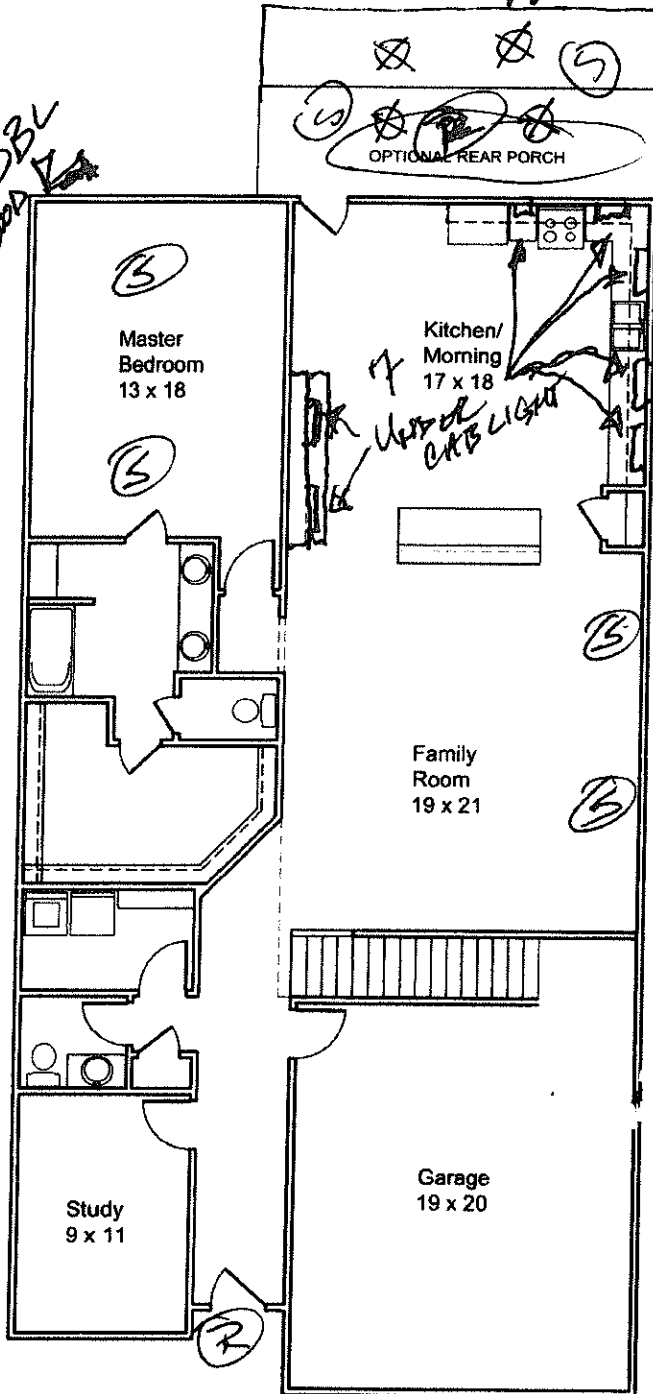 DBL
OPTIONAL REAR PORCH
Master
Bedroom
13 x 18
Kitchen/
Morning
17 x 18
7
UNDER
CAB LIGHT
Family
Room
19 x 21
Garage
19 x 20
Study
9 x 11
R